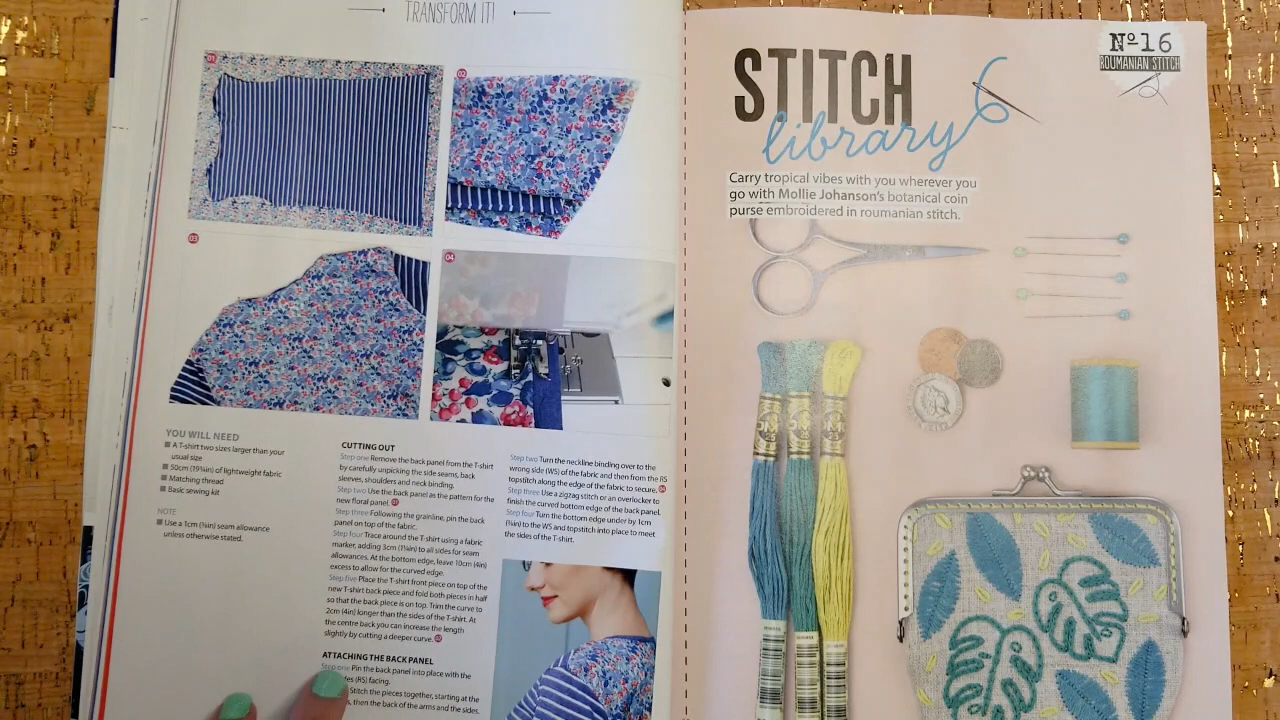 TRANSFORM IT!
01
02
03
04
YOU WILL NEED
A T-shirt two sizes larger than your
usual size
50cm (19¾in) of lightweight fabric
Matching thread
Basic sewing kit
NOTE
Use a 1cm (⅜in) seam allowance
unless otherwise stated.
CUTTING OUT
Step one Remove the back panel from the T-shirt
by carefully unpicking the side seams, back
sleeves, shoulders and neck binding.
Step two Use the back panel as the pattern for the
new floral panel. 01
Step three Following the grainline, pin the back
panel on top of the fabric.
Step four Trace around the T-shirt using a fabric
marker, adding 3cm (1¼in) to all sides for seam
allowances. At the bottom edge, leave 10cm (4in)
excess to allow for the curved edge.
Step five Place the T-shirt front piece on top of the
new T-shirt back piece and fold both pieces in half
so that the back piece is on top. Trim the curve to
2cm (4in) longer than the sides of the T-shirt. At
the centre back you can increase the length
slightly by cutting a deeper curve. 02
ATTACHING THE BACK PANEL
Step one Pin the back panel into place with the
(RS) facing.
Stitch the pieces together, starting at the
then the back of the arms and the sides.
Step two Turn the neckline binding over to the
wrong side (WS) of the fabric and then from the RS
topstitch along the edge of the fabric to secure. 04
Step three Use a zigzag stitch or an overlocker to
finish the curved bottom edge of the back panel.
Step four Turn the bottom edge under by 1cm
(⅜in) to the WS and topstitch into place to meet
the sides of the T-shirt.
Nº16
ROUMANIAN STITCH
STITCH
library
Carry tropical vibes with you wherever you
go with Mollie Johanson's botanical coin
purse embroidered in roumanian stitch.
DMC
25
DMC
25
DMC
25